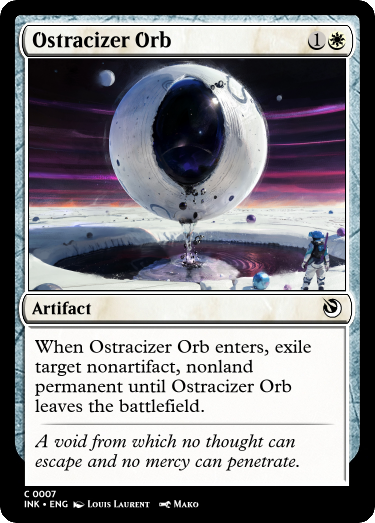 Ostracizer Orb 1
Artifact
When Ostracizer Orb enters, exile
target nonartifact, nonland
permanent until Ostracizer Orb
leaves the battlefield.
A void from which no thought can
escape and no mercy can penetrate.
C 0007
INK • ENG Louis Laurent Mako